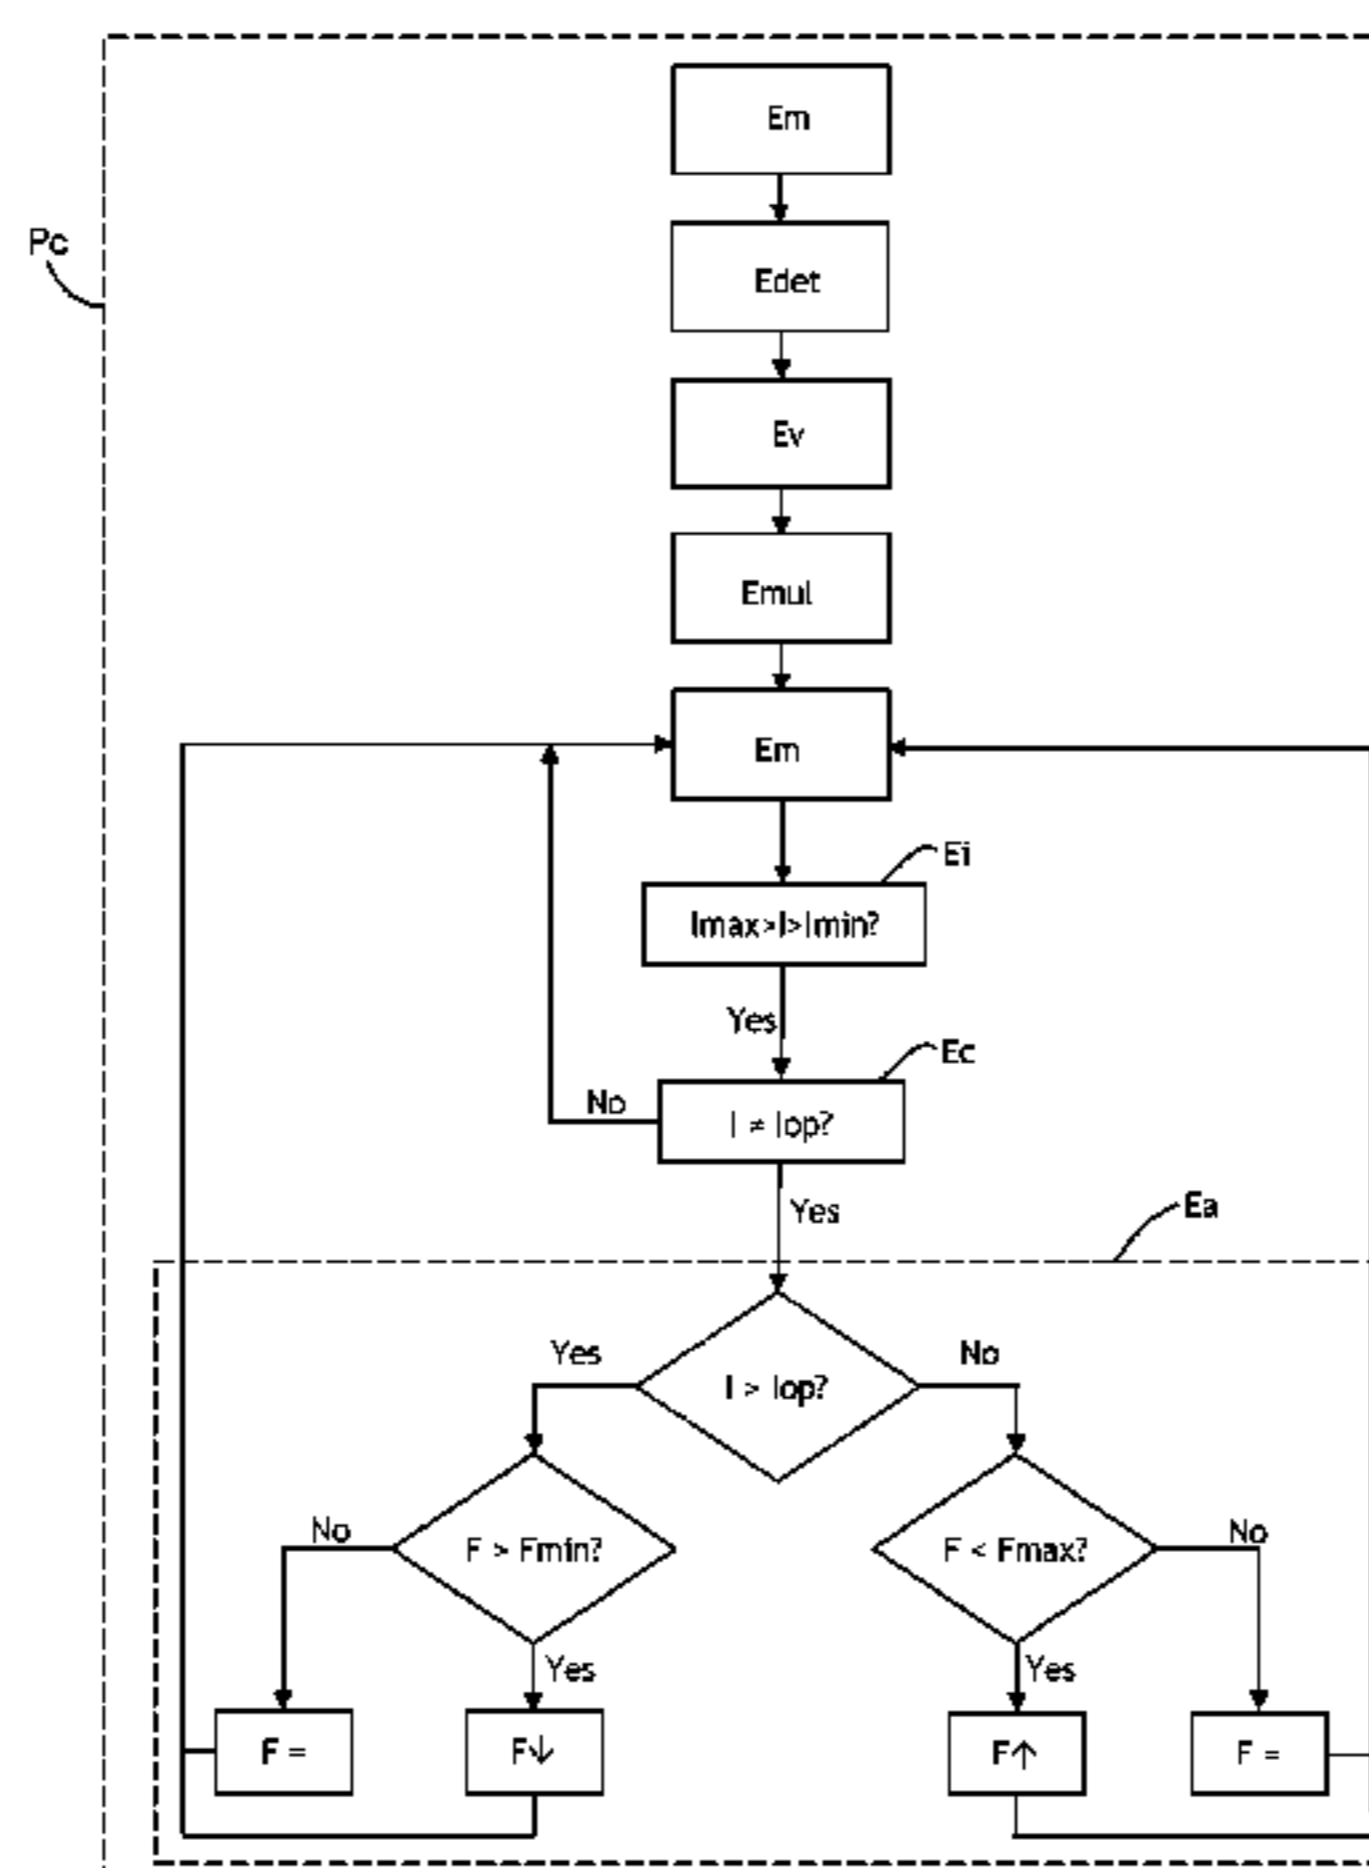 Em
Pc
Edet
Ev
Emul
Em
Ei
Imax>I>Imin?
Yes
Ec
No
I ≠ Iop?
Yes
Ea
Yes
No
I > Iop?
No
F > Fmin?
F < Fmax?
No
Yes
Yes
F =
F↓
F↑
F =